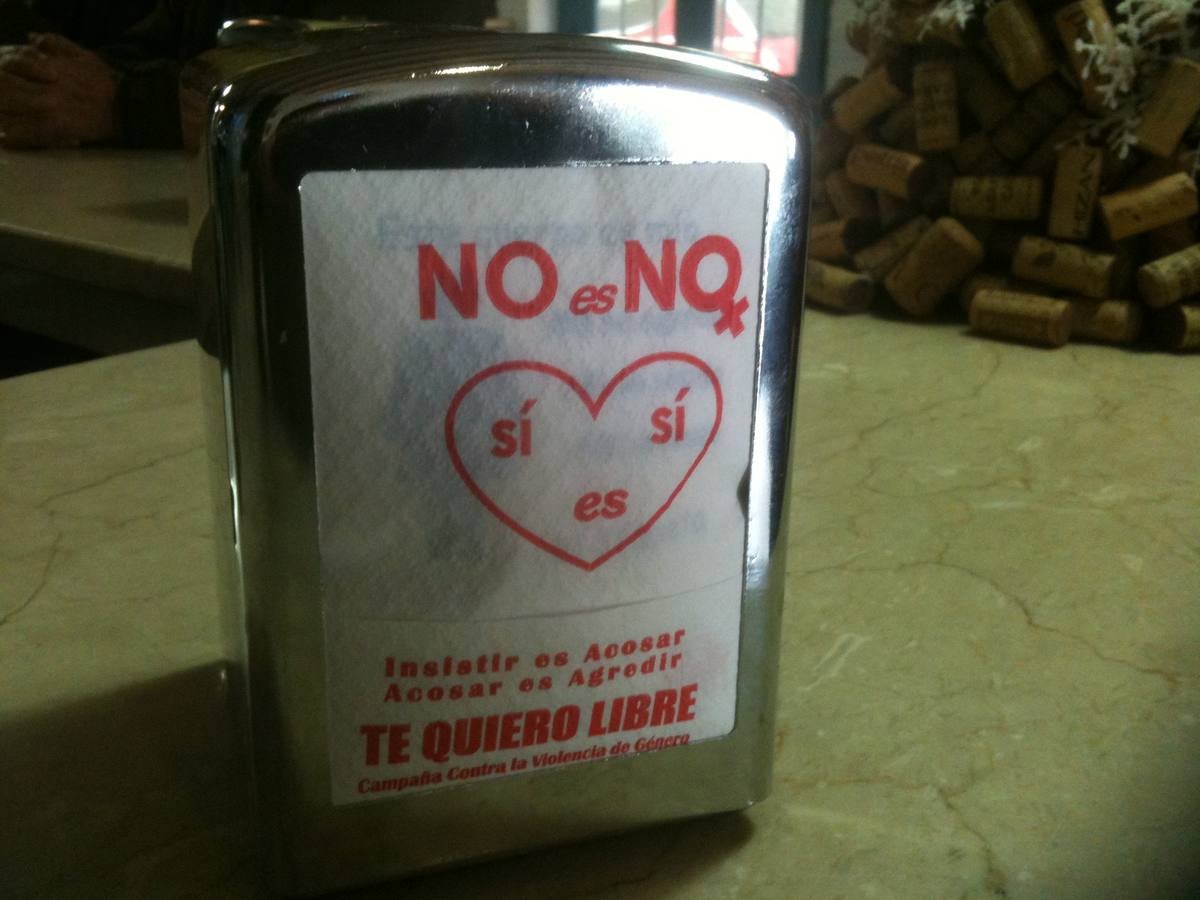 NO es NO
sí sí
es
Insistir es Acosar
Acosar es Agredir
TE QUIERO LIBRE
Campaña Contra la Violencia de Género